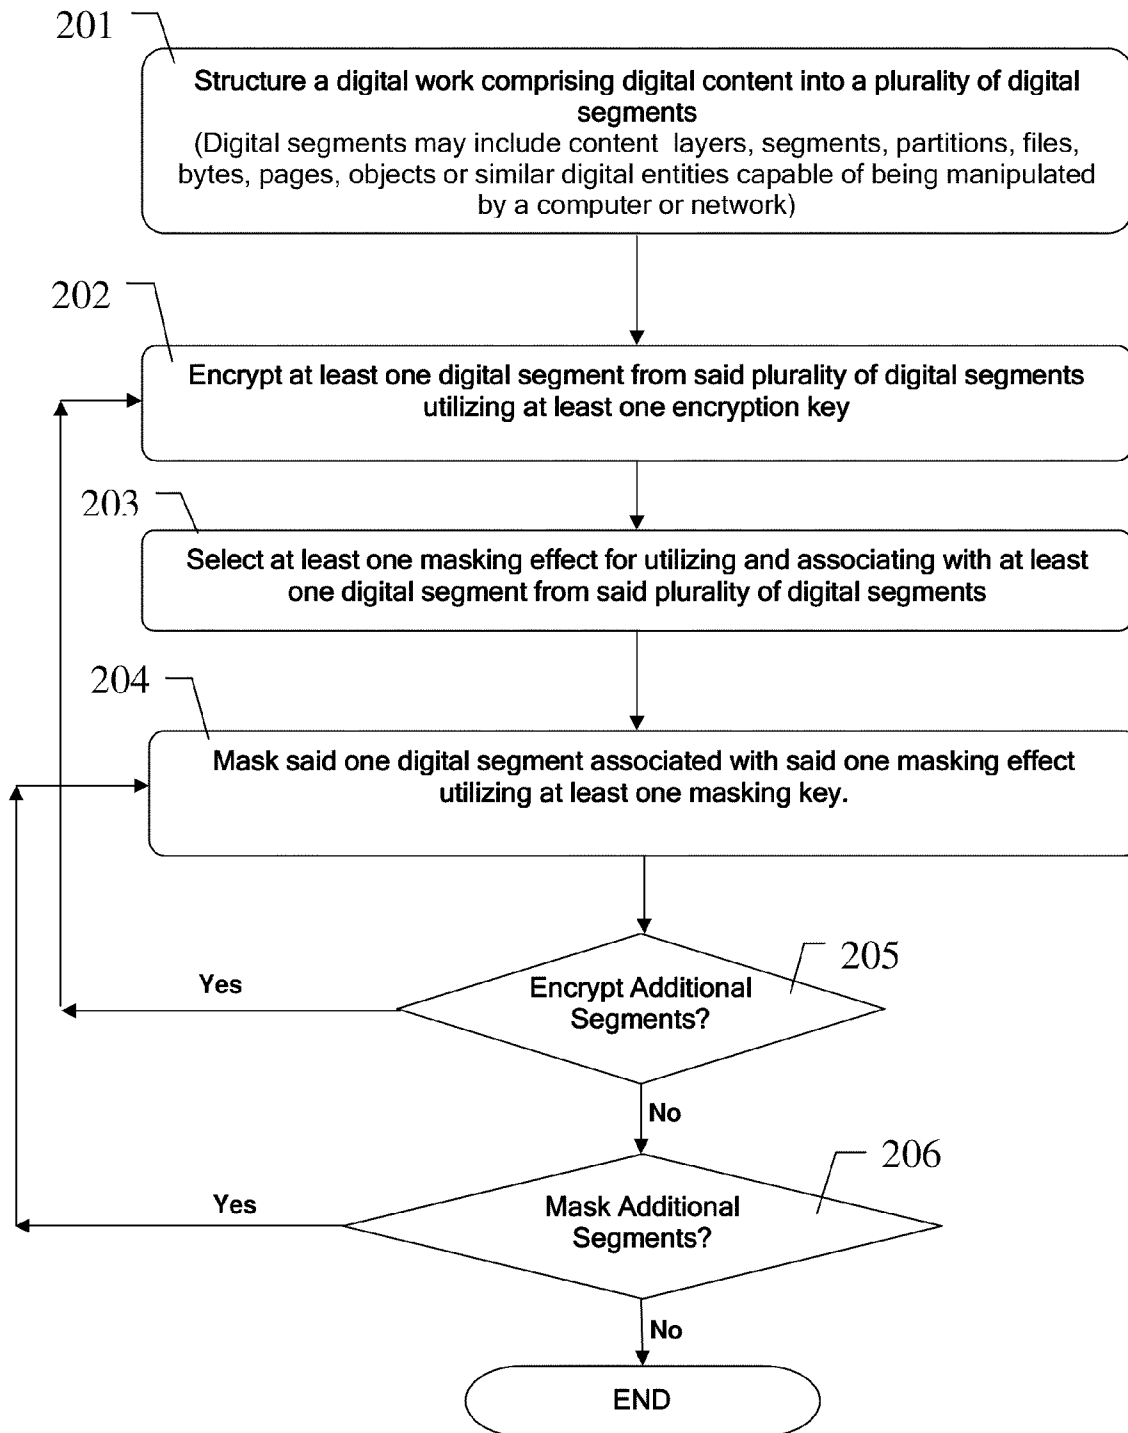 201
Structure a digital work comprising digital content into a plurality of digital
segments
(Digital segments may include content layers, segments, partitions, files,
bytes, pages, objects or similar digital entities capable of being manipulated
by a computer or network)
202
Encrypt at least one digital segment from said plurality of digital segments
utilizing at least one encryption key
203
Select at least one masking effect for utilizing and associating with at least
one digital segment from said plurality of digital segments
204
Mask said one digital segment associated with said one masking effect
utilizing at least one masking key.
205
Encrypt Additional
Segments?
Yes
No
206
Mask Additional
Segments?
Yes
No
END